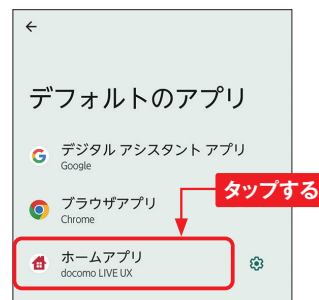 デフォルトのアプリ
デジタル アシスタント アプリ
Google
ブラウザアプリ
Chrome
タップする
ホームアプリ
docomo LIVE UX